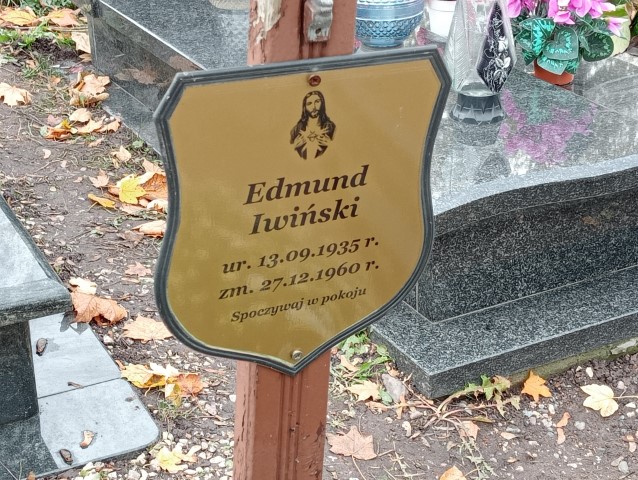 Edmund
Iwiński
ur. 13.09.1935 r.
zm. 27.12.1960 r.
Spoczywaj w pokoju